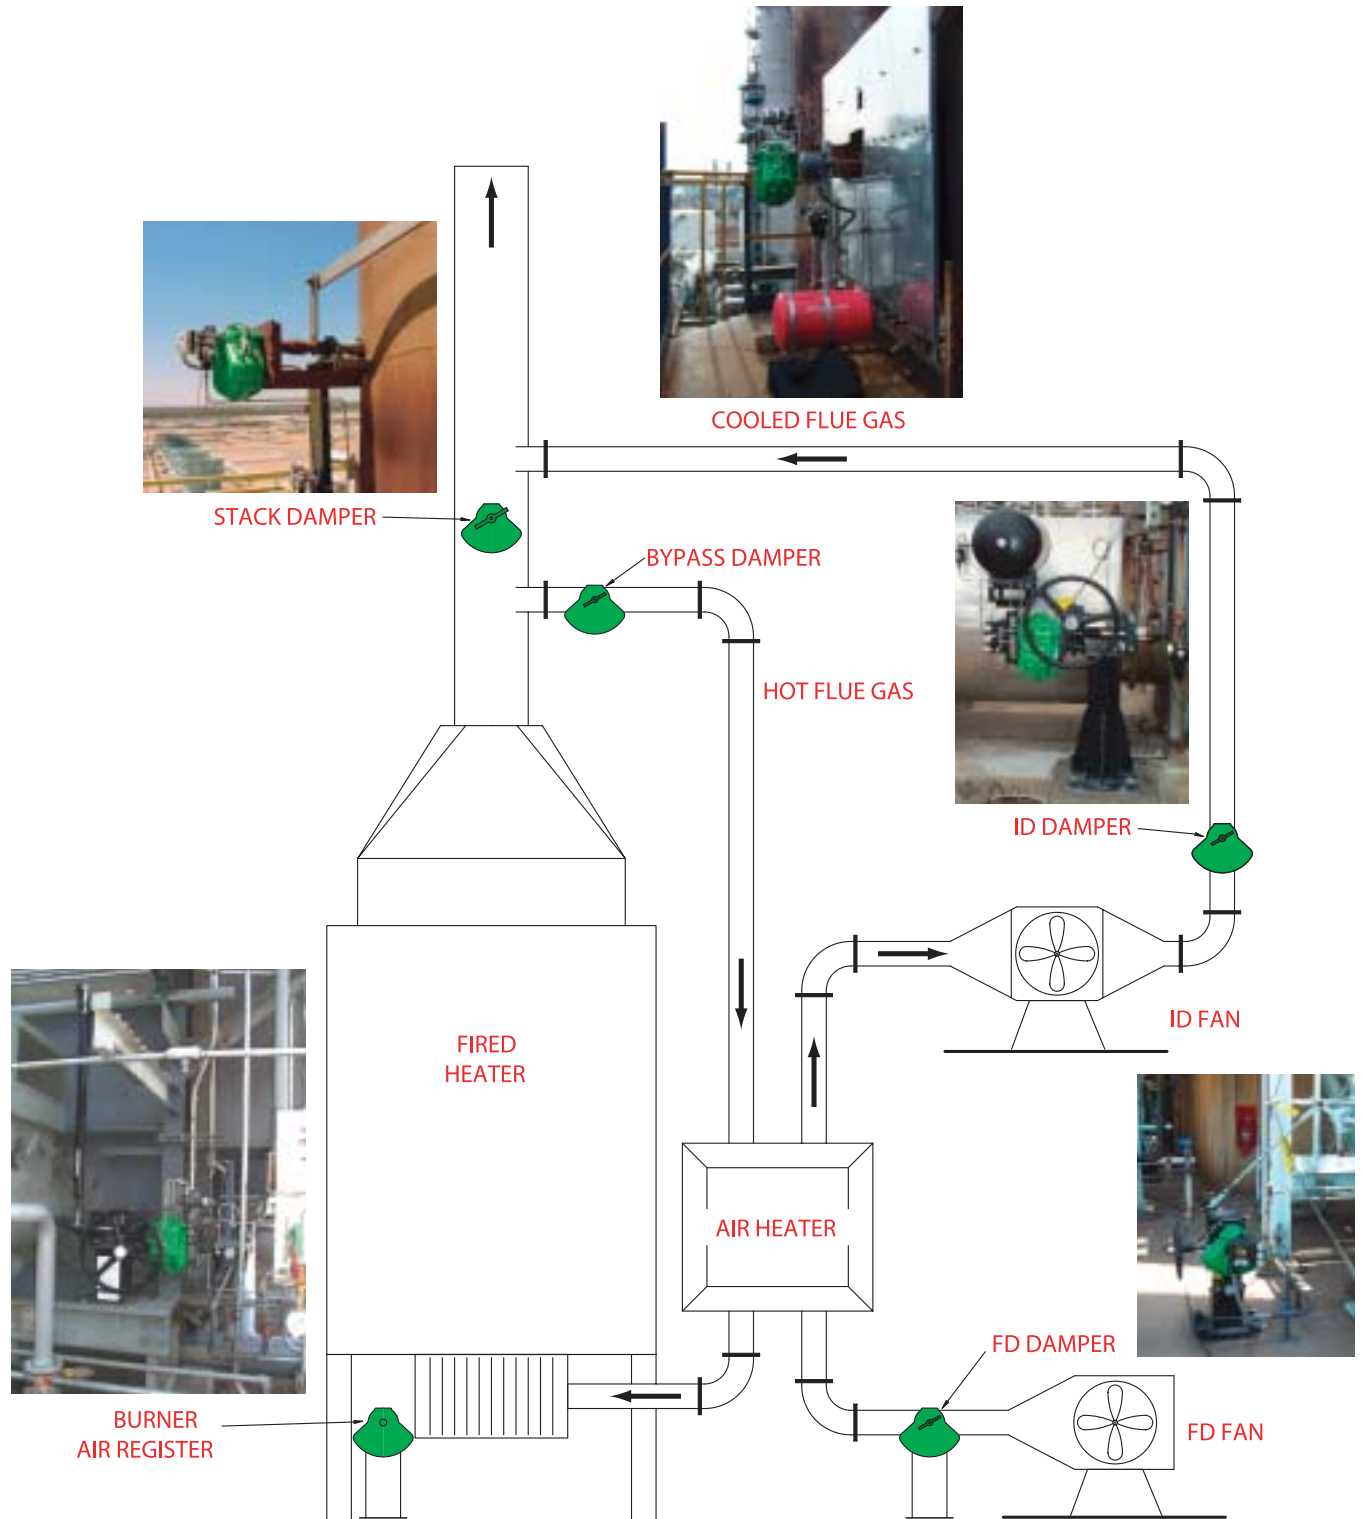 COOLED FLUE GAS
STACK DAMPER
BYPASS DAMPER
HOT FLUE GAS
ID DAMPER
ID FAN
FIRED
HEATER
AIR HEATER
FD DAMPER
BURNER
AIR REGISTER
FD FAN